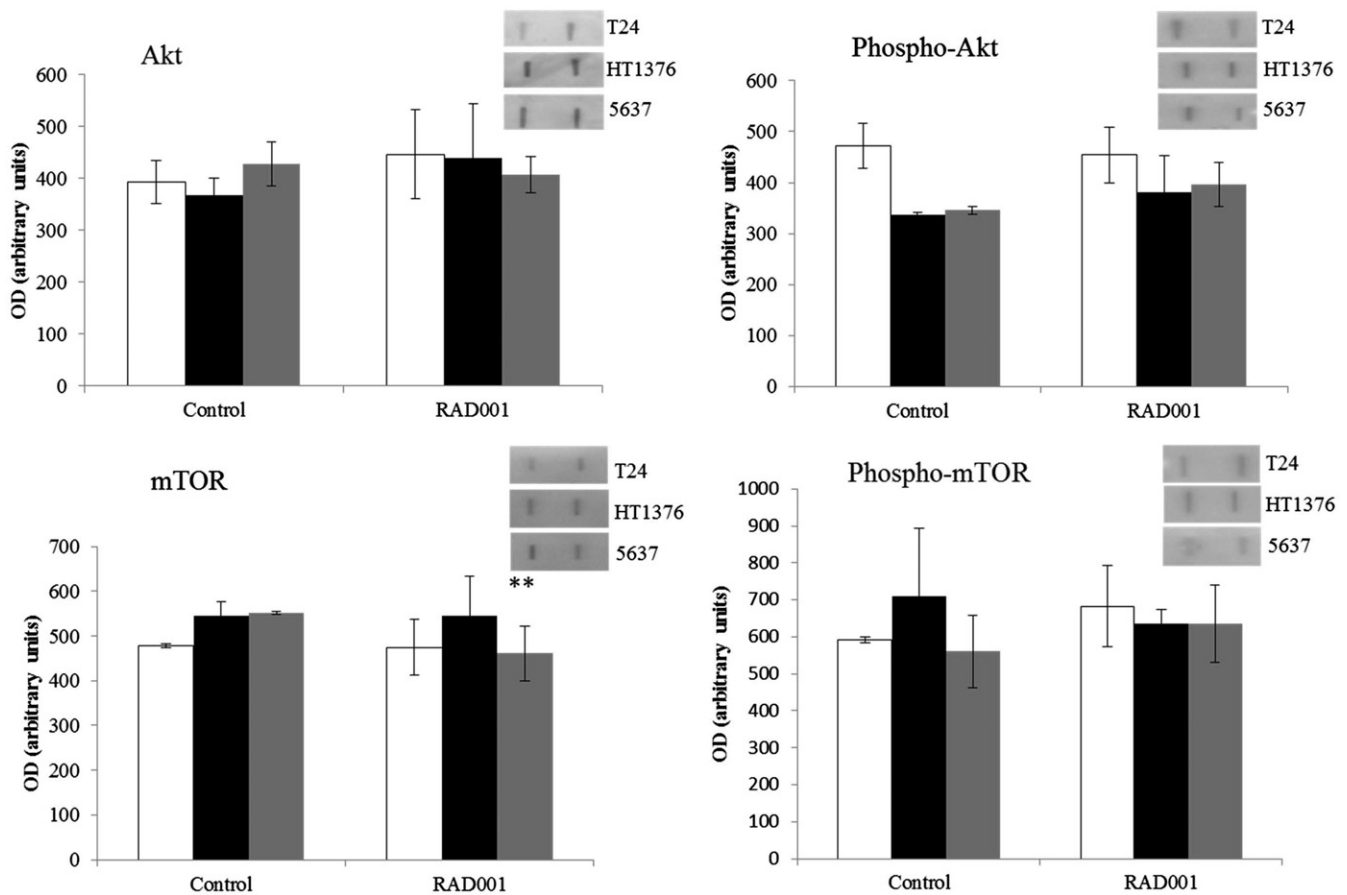 Akt
T24
HT1376
5637
OD (arbitrary units)
600
500
400
300
200
100
0
Control
RAD001
Phospho-Akt
T24
HT1376
5637
OD (arbitrary units)
600
500
400
300
200
100
0
Control
RAD001
mTOR
T24
HT1376
5637
**
OD (arbitrary units)
700
600
500
400
300
200
100
0
Control
RAD001
Phospho-mTOR
T24
HT1376
5637
OD (arbitrary units)
1000
900
800
700
600
500
400
300
200
100
0
Control
RAD001